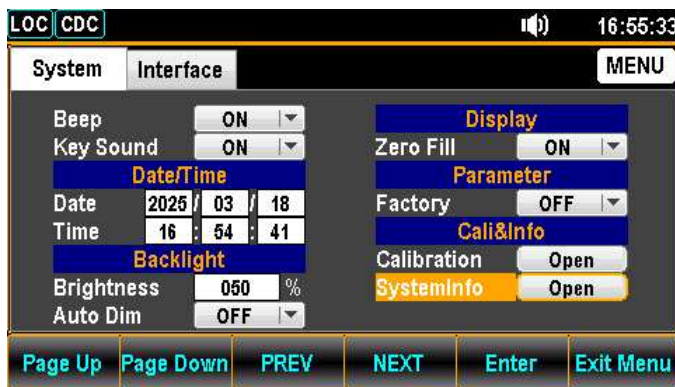 LOC CDC 16:55:33
System Interface MENU
Beep ON
Key Sound ON
Date/Time
Date 2025 / 03 / 18
Time 16 : 54 : 41
Backlight
Brightness 050 %
Auto Dim OFF
Display
Zero Fill ON
Parameter
Factory OFF
Cali&Info
Calibration Open
SystemInfo Open
Page Up Page Down PREV NEXT Enter Exit Menu